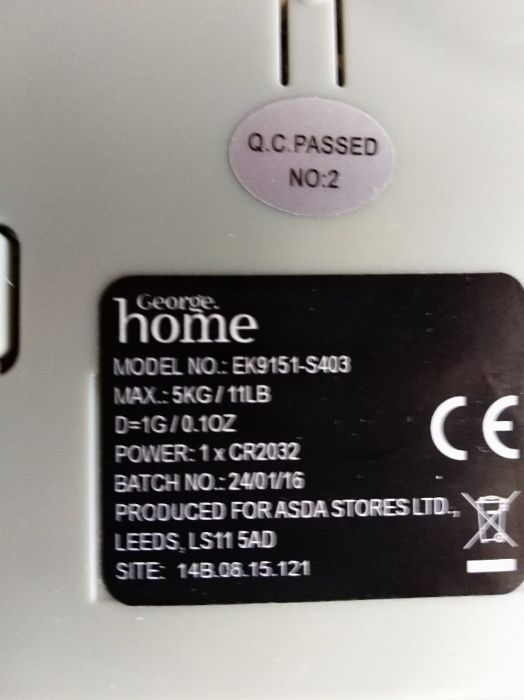 Q.C.PASSED
NO:2
George.
home
MODEL NO.: EK9151-S403
MAX.: 5KG / 11LB
D=1G / 0.1OZ
POWER: 1 x CR2032
BATCH NO.: 24/01/16
PRODUCED FOR ASDA STORES LTD.,
LEEDS, LS11 5AD
SITE: 14B.08.15.121
CE